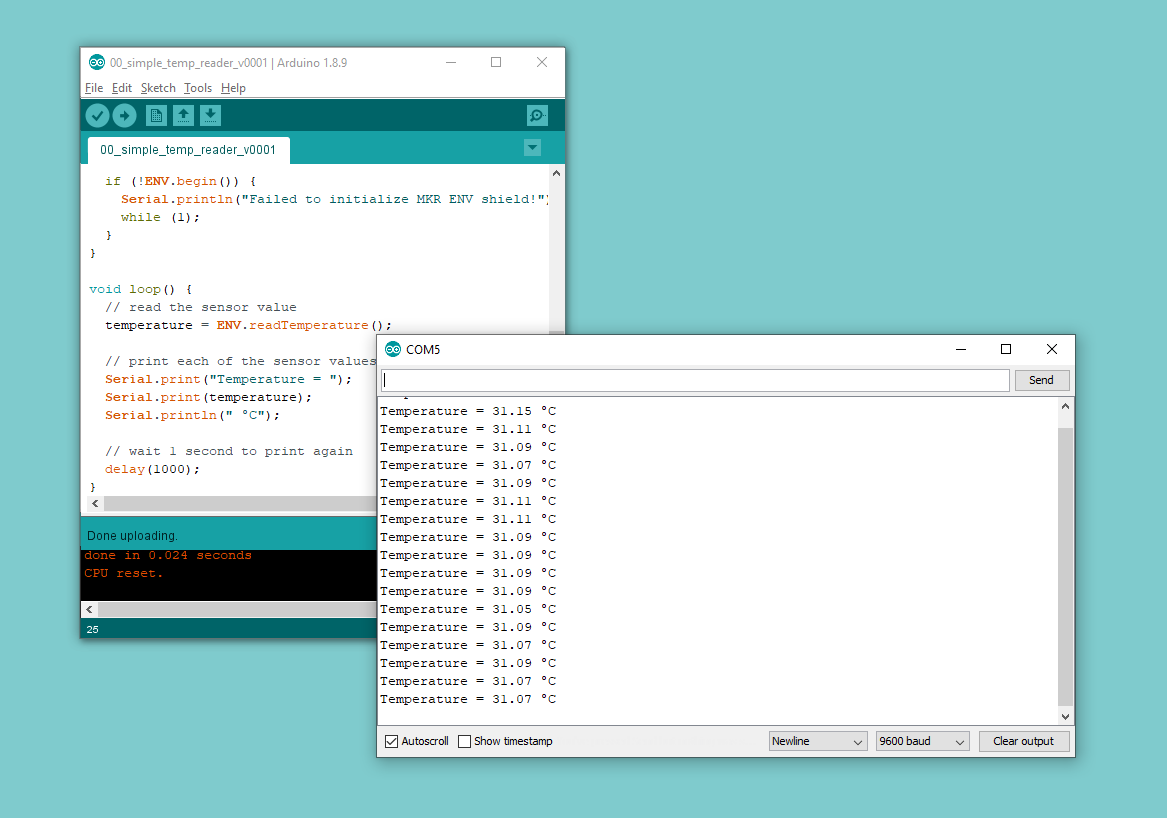 00_simple_temp_reader_v0001 | Arduino 1.8.9
File Edit Sketch Tools Help
00_simple_temp_reader_v0001
if (!ENV.begin()) {
Serial.println("Failed to initialize MKR ENV shield!")
while (1);
}
}
void loop() {
// read the sensor value
temperature = ENV.readTemperature();
// print each of the sensor values
Serial.print("Temperature = ");
Serial.print(temperature);
Serial.println(" °C");
// wait 1 second to print again
delay(1000);
}
Done uploading.
done in 0.024 seconds
CPU reset.
25
COM5
Send
Temperature = 31.15 °C
Temperature = 31.11 °C
Temperature = 31.09 °C
Temperature = 31.07 °C
Temperature = 31.09 °C
Temperature = 31.11 °C
Temperature = 31.11 °C
Temperature = 31.09 °C
Temperature = 31.09 °C
Temperature = 31.09 °C
Temperature = 31.09 °C
Temperature = 31.05 °C
Temperature = 31.09 °C
Temperature = 31.07 °C
Temperature = 31.09 °C
Temperature = 31.07 °C
Temperature = 31.07 °C
Autoscroll Show timestamp Newline 9600 baud Clear output